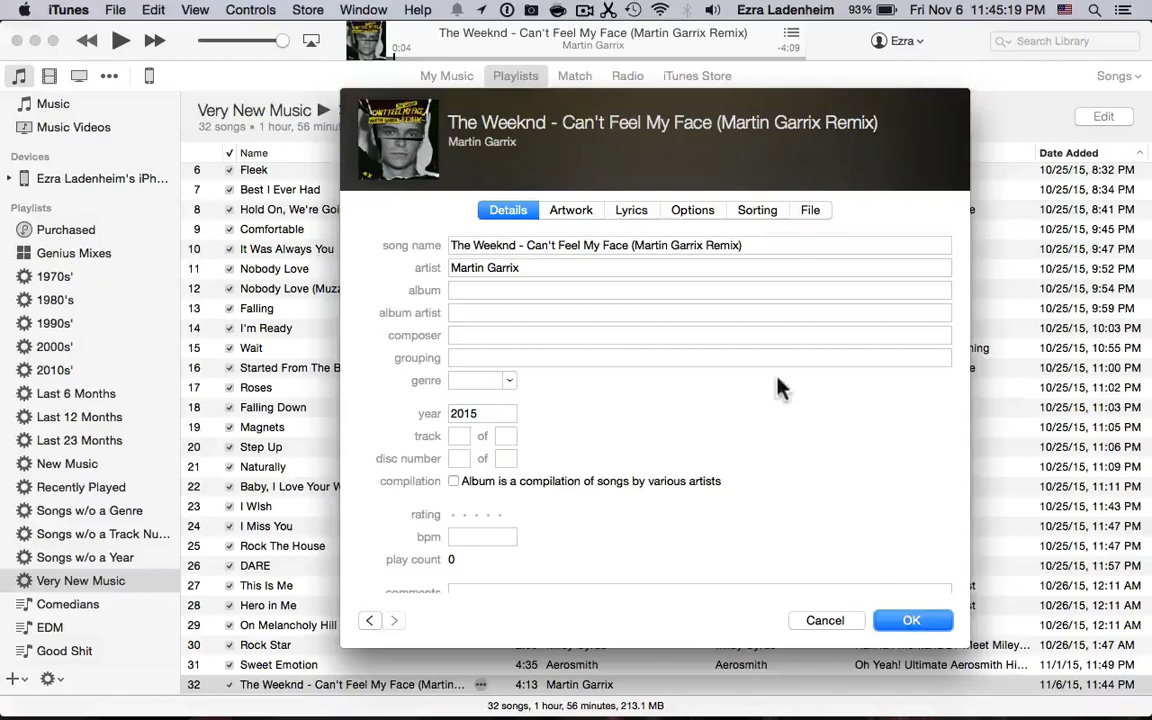 iTunes File Edit View Controls Store Window Help Ezra Ladenheim 93% Fri Nov 6 11:45:19 PM
The Weeknd - Can't Feel My Face (Martin Garrix Remix)
0:04 Martin Garrix -4:09
Ezra
Search Library
My Music Playlists Match Radio iTunes Store Songs
Music
Music Videos
Devices
Ezra Ladenheim's iPh...
Playlists
Purchased
Genius Mixes
1970s'
1980's
1990s'
2000s'
2010s'
Last 6 Months
Last 12 Months
Last 23 Months
New Music
Recently Played
Songs w/o a Genre
Songs w/o a Track Nu...
Songs w/o a Year
Very New Music
Comedians
EDM
Good Shit
Very New Music
32 songs • 1 hour, 56 minu
Edit
Name Date Added
6 Fleek 10/25/15, 8:32 PM
7 Best I Ever Had 10/25/15, 8:34 PM
8 Hold On, We're Goi 10/25/15, 8:41 PM
9 Comfortable 10/25/15, 9:45 PM
10 It Was Always You 10/25/15, 9:47 PM
11 Nobody Love 10/25/15, 9:52 PM
12 Nobody Love (Muzz 10/25/15, 9:54 PM
13 Falling 10/25/15, 9:59 PM
14 I'm Ready 10/25/15, 10:03 PM
15 Wait 10/25/15, 10:55 PM
16 Started From The B 10/25/15, 11:00 PM
17 Roses 10/25/15, 11:02 PM
18 Falling Down 10/25/15, 11:03 PM
19 Magnets 10/25/15, 11:05 PM
20 Step Up 10/25/15, 11:06 PM
21 Naturally 10/25/15, 11:09 PM
22 Baby, I Love Your W 10/25/15, 11:11 PM
23 I WIsh 10/25/15, 11:43 PM
24 I Miss You 10/25/15, 11:47 PM
25 Rock The House 10/25/15, 11:47 PM
26 DARE 10/25/15, 11:57 PM
27 This Is Me 10/26/15, 12:11 AM
28 Hero in Me 10/26/15, 12:11 AM
29 On Melancholy Hill 10/26/15, 12:11 AM
30 Rock Star 10/26/15, 1:47 AM
31 Sweet Emotion 4:35 Aerosmith Aerosmith Oh Yeah! Ultimate Aerosmith Hi... 11/1/15, 11:49 PM
32 The Weeknd - Can't Feel My Face (Martin... 4:13 Martin Garrix 11/6/15, 11:44 PM
32 songs, 1 hour, 56 minutes, 213.1 MB
The Weeknd - Can't Feel My Face (Martin Garrix Remix)
Martin Garrix
Details Artwork Lyrics Options Sorting File
song name The Weeknd - Can't Feel My Face (Martin Garrix Remix)
artist Martin Garrix
album
album artist
composer
grouping
genre
year 2015
track of
disc number of
compilation Album is a compilation of songs by various artists
rating
bpm
play count 0
comments
Cancel OK